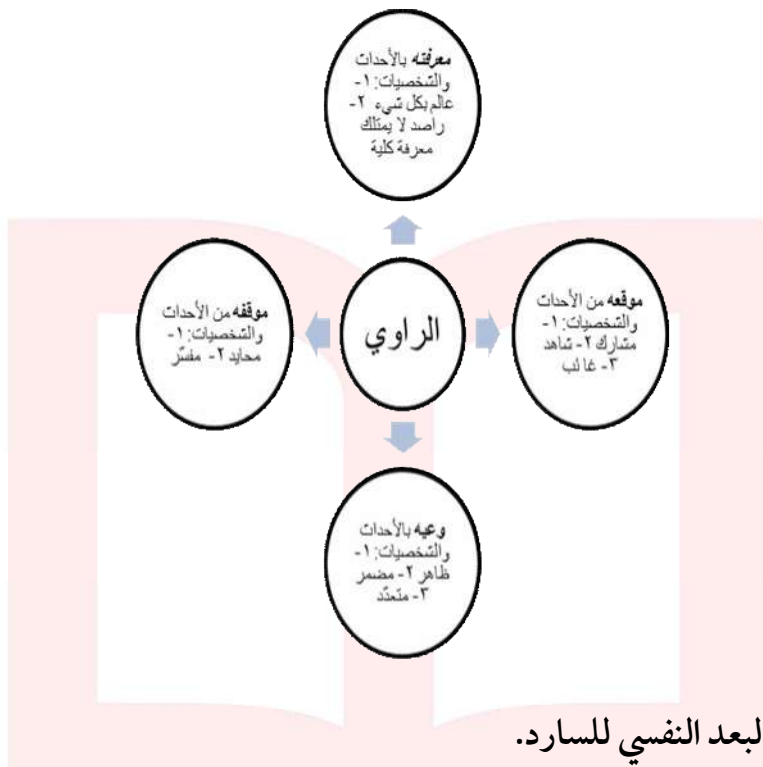 معرفته بالأحداث
والشخصيات: ١-
عالم بكل شيء ٢-
راصد لا يمتلك
معرفة كلية
موقعه من الأحداث
والشخصيات: ١-
مشارك ٢- شاهد
٣- غائب
الراوي
موقفه من الأحداث
والشخصيات: ١-
محايد ٢- مفسّر
وعيه بالأحداث
والشخصيات: ١-
ظاهر ٢- مضمر
٣- متعدّد
لبعد النفسي للسارد.